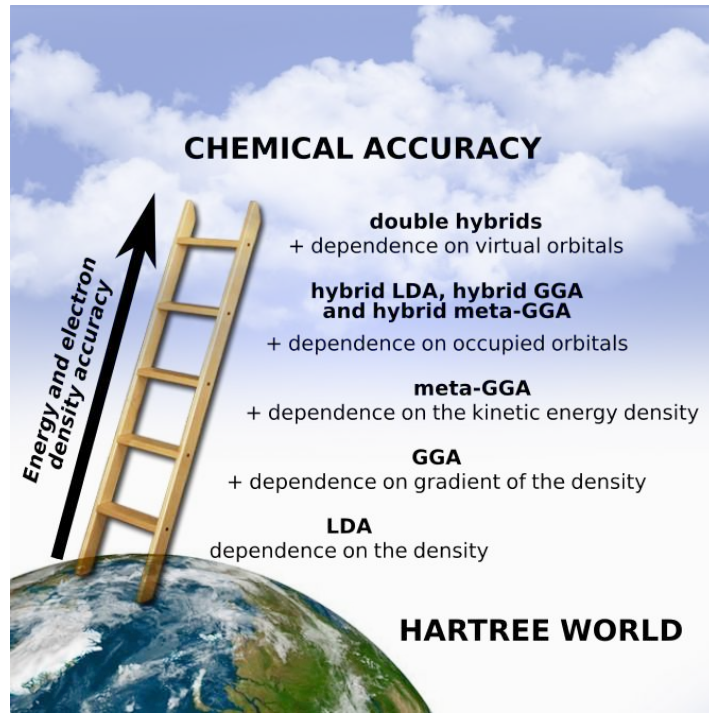 CHEMICAL ACCURACY
double hybrids
+ dependence on virtual orbitals
hybrid LDA, hybrid GGA
and hybrid meta-GGA
+ dependence on occupied orbitals
meta-GGA
+ dependence on the kinetic energy density
GGA
+ dependence on gradient of the density
LDA
dependence on the density
HARTREE WORLD
Energy and electron
density accuracy